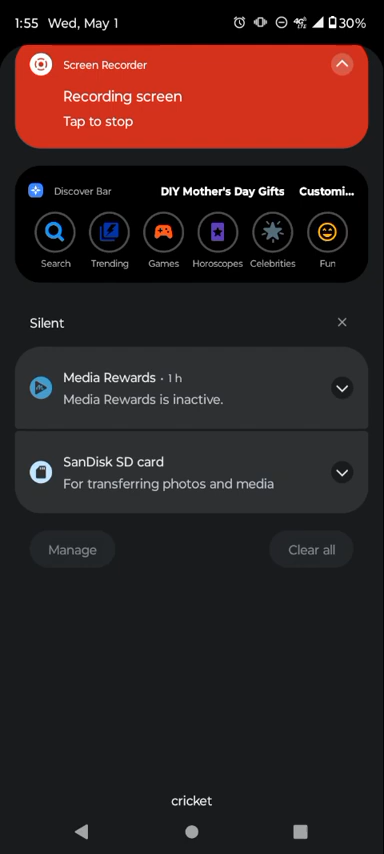 1:55 Wed, May 1 30%
Screen Recorder
Recording screen
Tap to stop
Discover Bar DIY Mother's Day Gifts Customi...
Search Trending Games Horoscopes Celebrities Fun
Silent
Media Rewards • 1 h
Media Rewards is inactive.
SanDisk SD card
For transferring photos and media
Manage Clear all
cricket